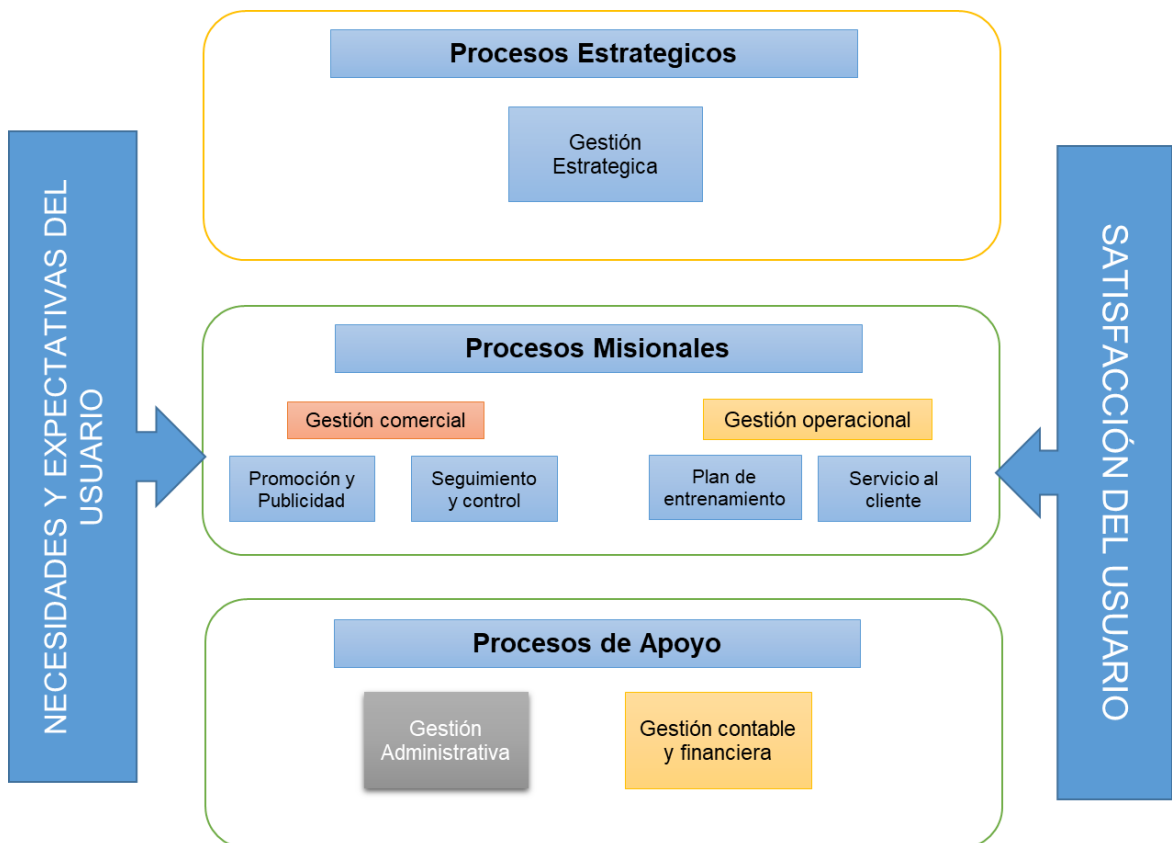 Procesos Estrategicos
Gestión
Estrategica
NECESIDADES Y EXPECTATIVAS DEL
USUARIO
Procesos Misionales
Gestión comercial
Promoción y
Publicidad
Seguimiento
y control
Gestión operacional
Plan de
entrenamiento
Servicio al
cliente
SATISFACCIÓN DEL USUARIO
Procesos de Apoyo
Gestión
Administrativa
Gestión contable
y financiera